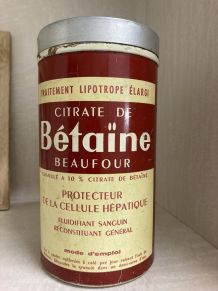 TRAITEMENT LIPOTROPE ÉLARGI
CITRATE DE
Bétaïne
BEAUFOUR
GRANULÉ A 10 % CITRATE DE BÉTAÏNE
PROTECTEUR
DE LA CELLULE HÉPATIQUE
FLUIDIFIANT SANGUIN
RECONSTITUANT GÉNÉRAL
mode d'emploi